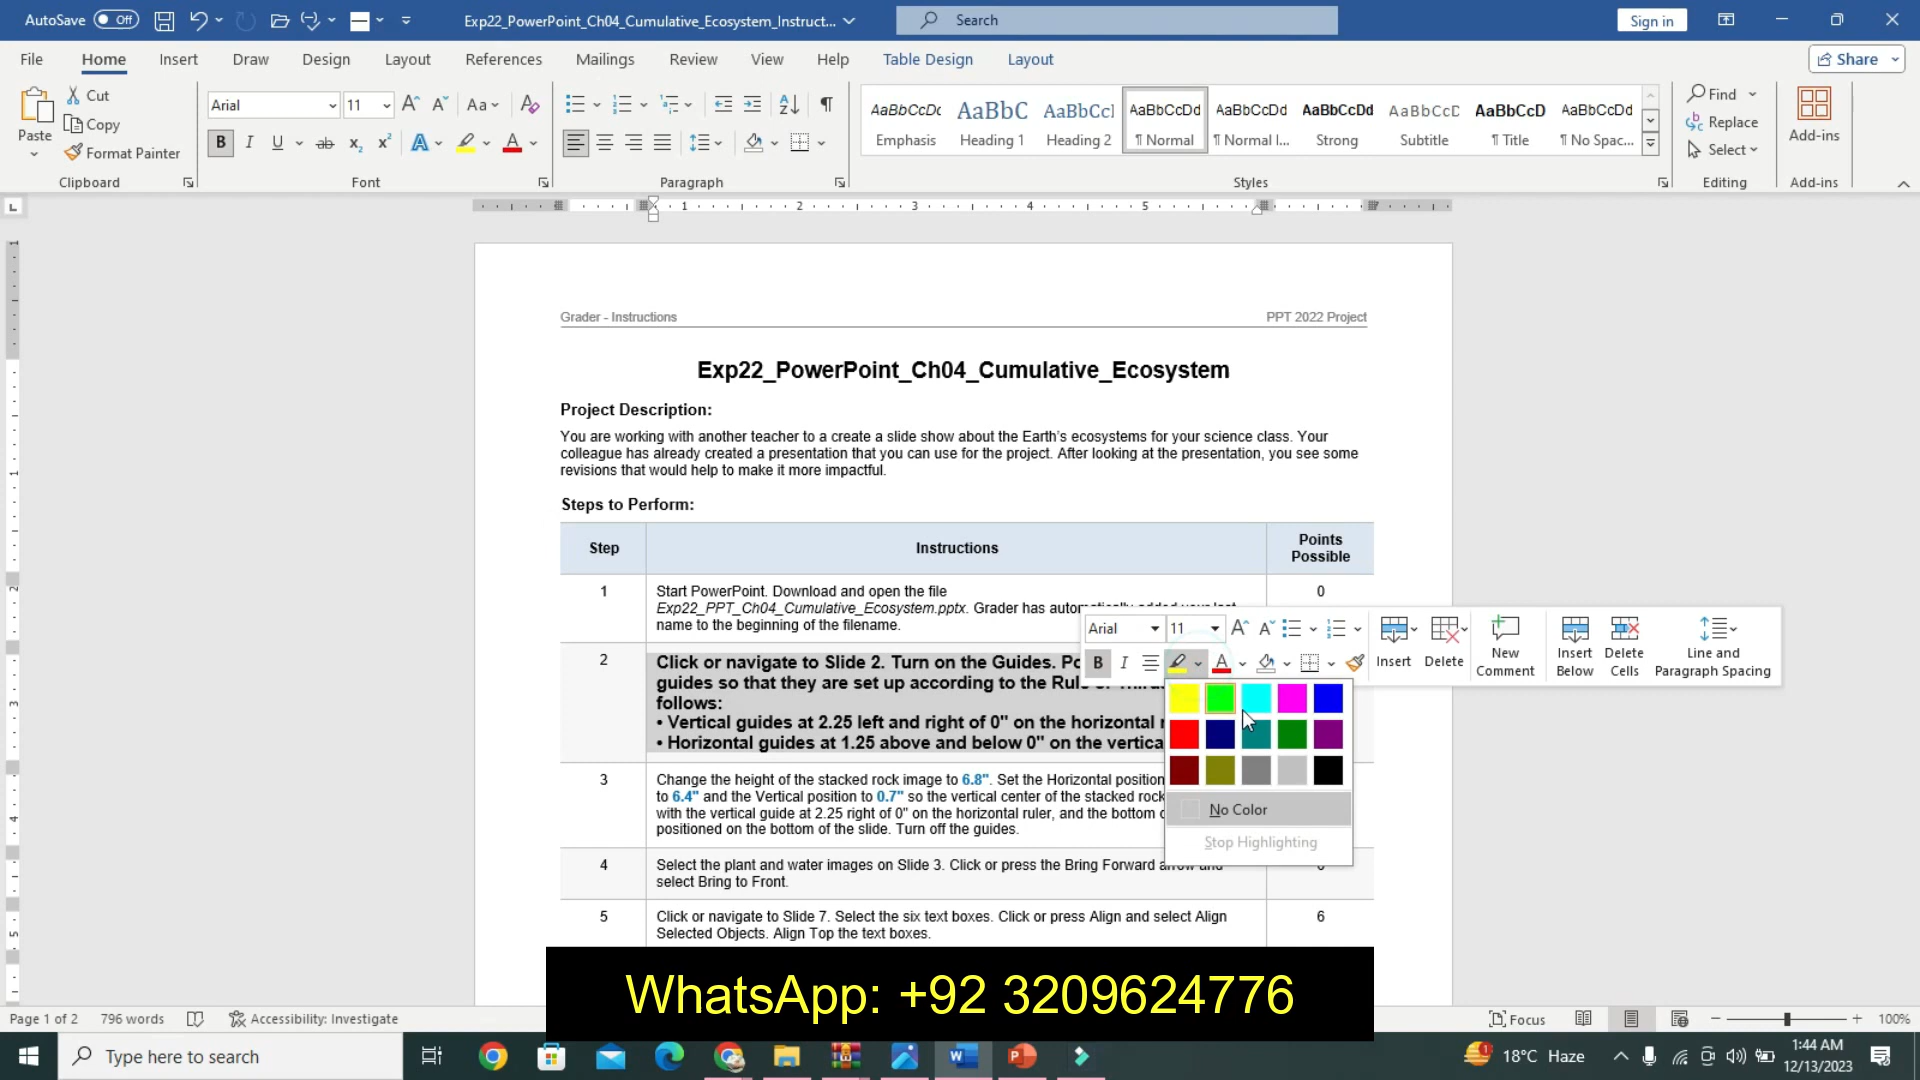 AutoSave Off Exp22_PowerPoint_Ch04_Cumulative_Ecosystem_Instruct... Search Sign in
File Home Insert Draw Design Layout References Mailings Review View Help Table Design Layout Share
Paste Cut Copy Format Painter
Clipboard
Arial 11
Font
Paragraph
AaBbCcDc AaBbC AaBbCcI AaBbCcDd AaBbCcDd AaBbCcDd AaBbCcD AaBbCcD AaBbCcDd
Emphasis Heading 1 Heading 2 ¶ Normal ¶ Normal I... Strong Subtitle ¶ Title ¶ No Spac...
Styles
Find
Replace
Select
Editing
Add-ins
Add-ins
1 2 3 4 5
Grader - Instructions PPT 2022 Project
Exp22_PowerPoint_Ch04_Cumulative_Ecosystem
Project Description:
You are working with another teacher to a create a slide show about the Earth's ecosystems for your science class. Your
colleague has already created a presentation that you can use for the project. After looking at the presentation, you see some
revisions that would help to make it more impactful.
Steps to Perform:
Step Instructions Points Possible
1 Start PowerPoint. Download and open the file 0
Exp22_PPT_Ch04_Cumulative_Ecosystem.pptx. Grader has automatically added your last
name to the beginning of the filename.
2 Click or navigate to Slide 2. Turn on the Guides.
guides so that they are set up according to the Rule of Thirds
follows:
• Vertical guides at 2.25 left and right of 0" on the horizontal
• Horizontal guides at 1.25 above and below 0" on the vertica
3 Change the height of the stacked rock image to 6.8". Set the Horizontal position
to 6.4" and the Vertical position to 0.7" so the vertical center of the stacked rock
with the vertical guide at 2.25 right of 0" on the horizontal ruler, and the bottom
positioned on the bottom of the slide. Turn off the guides.
4 Select the plant and water images on Slide 3. Click or press the Bring Forward arrow and
select Bring to Front.
5 Click or navigate to Slide 7. Select the six text boxes. Click or press Align and select Align 6
Selected Objects. Align Top the text boxes.
Arial 11
Insert Delete New Comment Insert Below Delete Cells Line and Paragraph Spacing
No Color
Stop Highlighting
WhatsApp: +92 3209624776
Page 1 of 2 796 words Accessibility: Investigate Focus 100%
Type here to search 18°C Haze 1:44 AM
12/13/2023